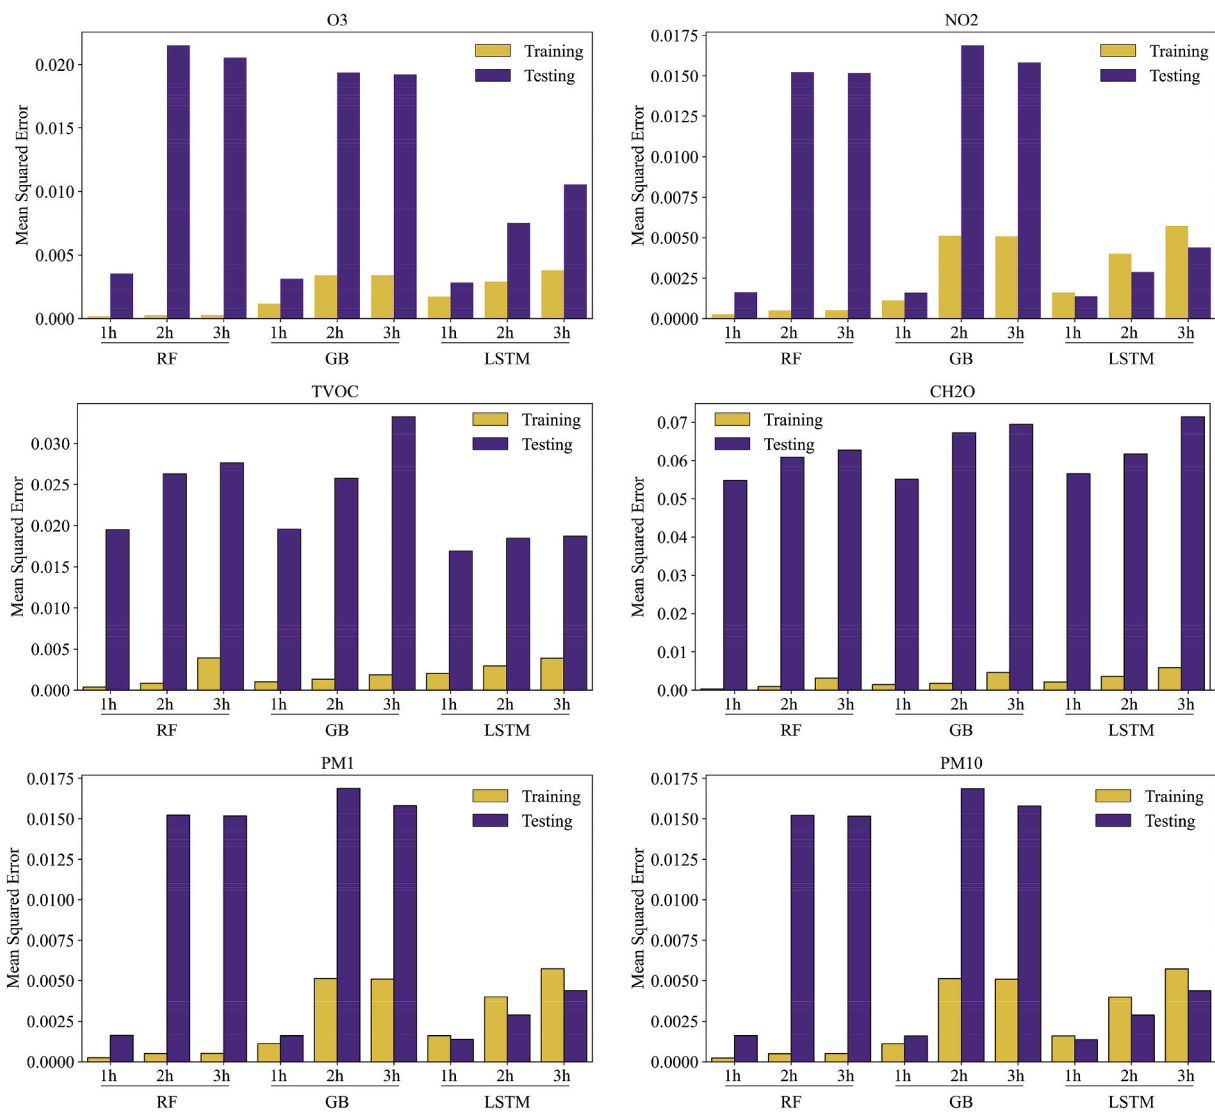 O3
Mean Squared Error
0.020
0.015
0.010
0.005
0.000
Training
Testing
1h 2h 3h 1h 2h 3h 1h 2h 3h
RF GB LSTM
NO2
Mean Squared Error
0.0175
0.0150
0.0125
0.0100
0.0075
0.0050
0.0025
0.0000
Training
Testing
1h 2h 3h 1h 2h 3h 1h 2h 3h
RF GB LSTM
TVOC
Mean Squared Error
0.030
0.025
0.020
0.015
0.010
0.005
0.000
Training
Testing
1h 2h 3h 1h 2h 3h 1h 2h 3h
RF GB LSTM
CH2O
Mean Squared Error
0.07
0.06
0.05
0.04
0.03
0.02
0.01
0.00
Training
Testing
1h 2h 3h 1h 2h 3h 1h 2h 3h
RF GB LSTM
PM1
Mean Squared Error
0.0175
0.0150
0.0125
0.0100
0.0075
0.0050
0.0025
0.0000
Training
Testing
1h 2h 3h 1h 2h 3h 1h 2h 3h
RF GB LSTM
PM10
Mean Squared Error
0.0175
0.0150
0.0125
0.0100
0.0075
0.0050
0.0025
0.0000
Training
Testing
1h 2h 3h 1h 2h 3h 1h 2h 3h
RF GB LSTM